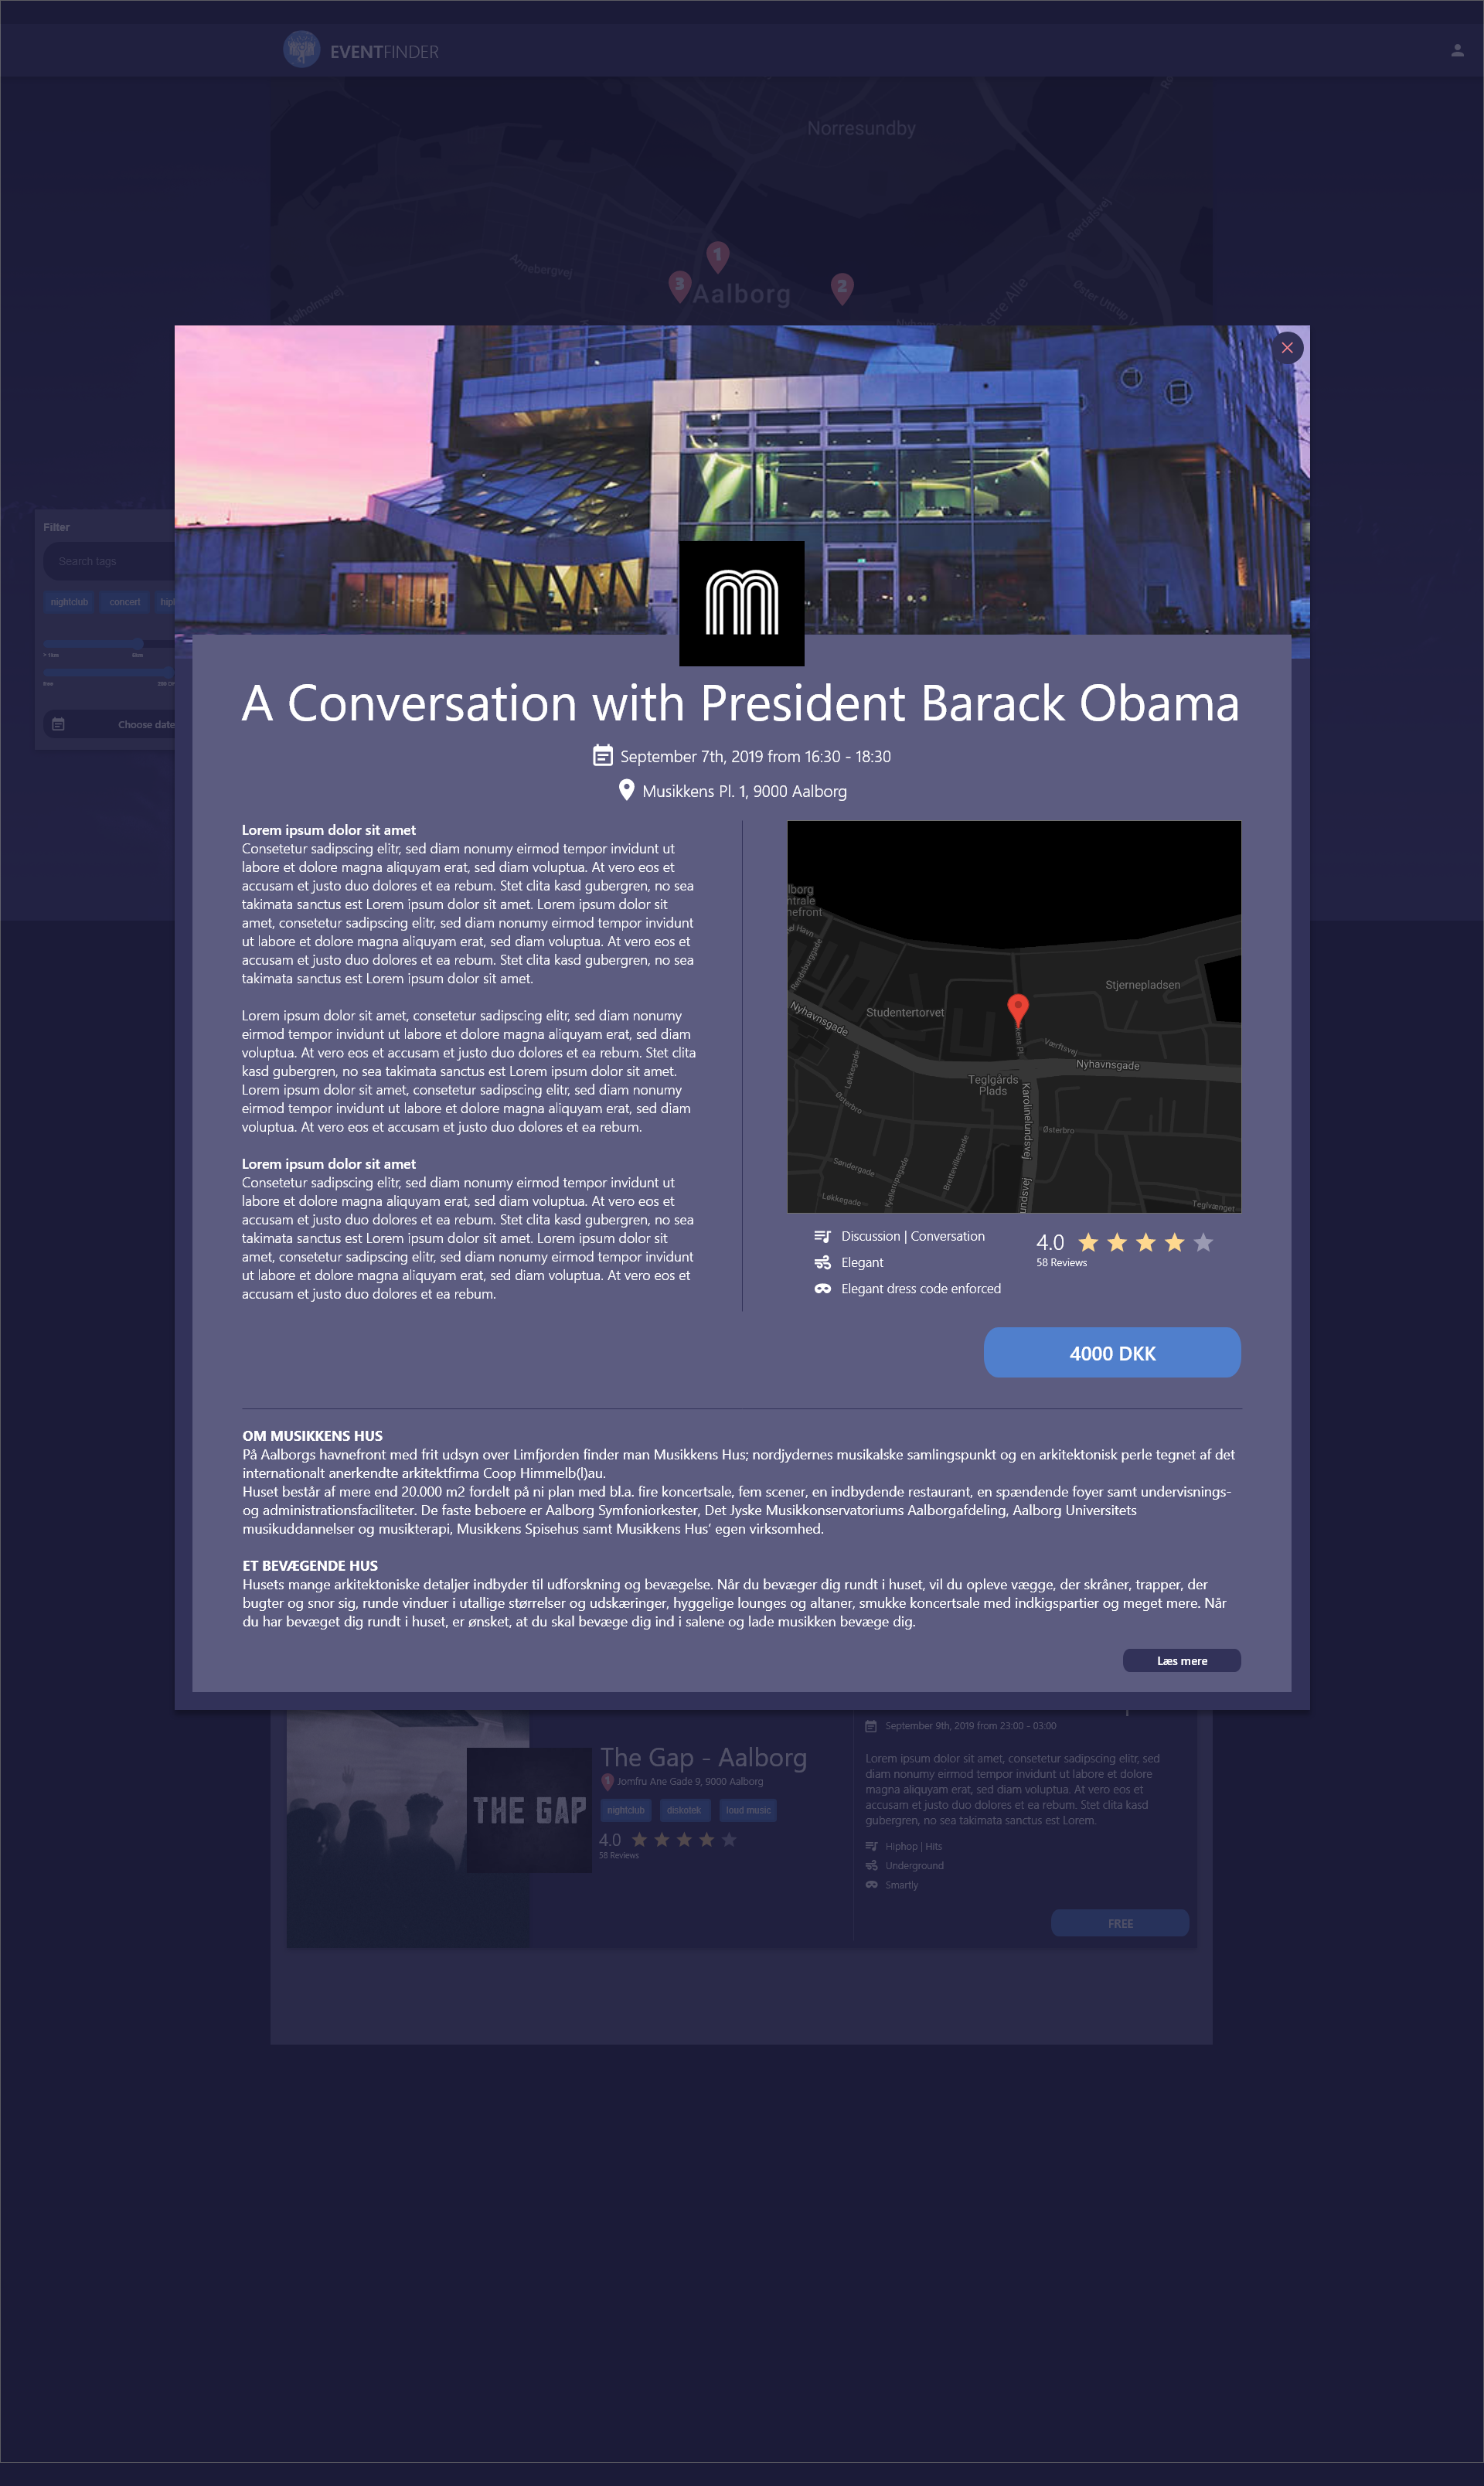 EVENTFINDER
Norresundby
Rørdalsvej
Annebergvej
1
3
Aalborg
2
Øster Uttrup V
Mølholmsvej
Filter
Search tags
nightclub concert
Choose date
A Conversation with President Barack Obama
September 7th, 2019 from 16:30 - 18:30
Musikkens Pl. 1, 9000 Aalborg
Lorem ipsum dolor sit amet
Consetetur sadipscing elitr, sed diam nonumy eirmod tempor invidunt ut
labore et dolore magna aliquyam erat, sed diam voluptua. At vero eos et
accusam et justo duo dolores et ea rebum. Stet clita kasd gubergren, no sea
takimata sanctus est Lorem ipsum dolor sit amet. Lorem ipsum dolor sit
amet, consetetur sadipscing elitr, sed diam nonumy eirmod tempor invidunt
ut labore et dolore magna aliquyam erat, sed diam voluptua. At vero eos et
accusam et justo duo dolores et ea rebum. Stet clita kasd gubergren, no sea
takimata sanctus est Lorem ipsum dolor sit amet.
Lorem ipsum dolor sit amet, consetetur sadipscing elitr, sed diam nonumy
eirmod tempor invidunt ut labore et dolore magna aliquyam erat, sed diam
voluptua. At vero eos et accusam et justo duo dolores et ea rebum. Stet clita
kasd gubergren, no sea takimata sanctus est Lorem ipsum dolor sit amet.
Lorem ipsum dolor sit amet, consetetur sadipscing elitr, sed diam nonumy
eirmod tempor invidunt ut labore et dolore magna aliquyam erat, sed diam
voluptua. At vero eos et accusam et justo duo dolores et ea rebum.
Lorem ipsum dolor sit amet
Consetetur sadipscing elitr, sed diam nonumy eirmod tempor invidunt ut
labore et dolore magna aliquyam erat, sed diam voluptua. At vero eos et
accusam et justo duo dolores et ea rebum. Stet clita kasd gubergren, no sea
takimata sanctus est Lorem ipsum dolor sit amet. Lorem ipsum dolor sit
amet, consetetur sadipscing elitr, sed diam nonumy eirmod tempor invidunt
ut labore et dolore magna aliquyam erat, sed diam voluptua. At vero eos et
accusam et justo duo dolores et ea rebum.
lborg
ntrale
nefront
el Havn
Rendsburggade
Stjernepladsen
Studentertorvet
Nyhavnsgade
kens Pl.
Værftsvej
Nyhavnsgade
Løkkegade
Teglgårds
Plads
Østerbro
Karolinelundsvej
Østerbro
Søndergade
Kjellerupsgade
Brettevillesgade
Løkkegade
undsvej
Teglvænget
Discussion | Conversation
Elegant
Elegant dress code enforced
4.0
58 Reviews
4000 DKK
OM MUSIKKENS HUS
På Aalborgs havnefront med frit udsyn over Limfjorden finder man Musikkens Hus; nordjydernes musikalske samlingspunkt og en arkitektonisk perle tegnet af det
internationalt anerkendte arkitektfirma Coop Himmelb(l)au.
Huset består af mere end 20.000 m2 fordelt på ni plan med bl.a. fire koncertsale, fem scener, en indbydende restaurant, en spændende foyer samt undervisnings-
og administrationsfaciliteter. De faste beboere er Aalborg Symfoniorkester, Det Jyske Musikkonservatoriums Aalborgafdeling, Aalborg Universitets
musikuddannelser og musikterapi, Musikkens Spisehus samt Musikkens Hus’ egen virksomhed.
ET BEVÆGENDE HUS
Husets mange arkitektoniske detaljer indbyder til udforskning og bevægelse. Når du bevæger dig rundt i huset, vil du opleve vægge, der skråner, trapper, der
bugter og snor sig, runde vinduer i utallige størrelser og udskæringer, hyggelige lounges og altaner, smukke koncertsale med indkigspartier og meget mere. Når
du har bevæget dig rundt i huset, er ønsket, at du skal bevæge dig ind i salene og lade musikken bevæge dig.
Læs mere
THE GAP
The Gap - Aalborg
1 Jomfru Ane Gade 9, 9000 Aalborg
nightclub diskotek loud music
4.0
58 Reviews
September 9th, 2019 from 23:00 - 03:00
Lorem ipsum dolor sit amet, consetetur sadipscing elitr, sed
diam nonumy eirmod tempor invidunt ut labore et dolore
magna aliquyam erat, sed diam voluptua. At vero eos et
accusam et justo duo dolores et ea rebum. Stet clita kasd
gubergren, no sea takimata sanctus est Lorem.
Hiphop | Hits
Underground
Smartly
FREE